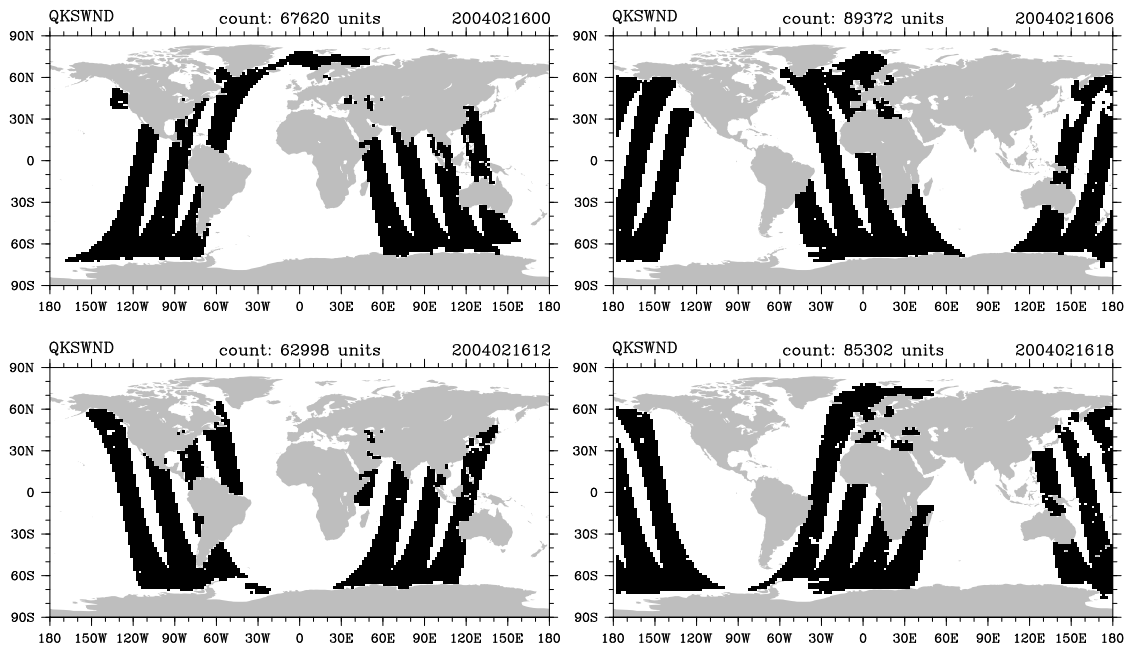 QKSWND count: 67620 units 2004021600
90N
60N
30N
0
30S
60S
90S
180 150W 120W 90W 60W 30W 0 30E 60E 90E 120E 150E 180
QKSWND count: 89372 units 2004021606
90N
60N
30N
0
30S
60S
90S
180 150W 120W 90W 60W 30W 0 30E 60E 90E 120E 150E 180
QKSWND count: 62998 units 2004021612
90N
60N
30N
0
30S
60S
90S
180 150W 120W 90W 60W 30W 0 30E 60E 90E 120E 150E 180
QKSWND count: 85302 units 2004021618
90N
60N
30N
0
30S
60S
90S
180 150W 120W 90W 60W 30W 0 30E 60E 90E 120E 150E 180